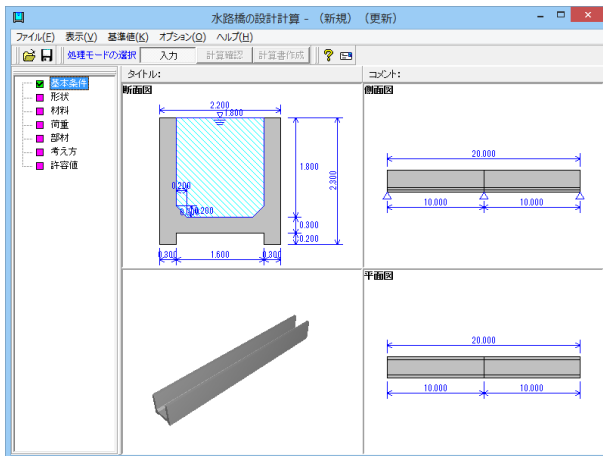 水路橋の設計計算 - （新規）（更新）
ファイル(F) 表示(V) 基準値(K) オプション(O) ヘルプ(H)
処理モードの選択 入力 計算確認 計算書作成
基本条件
形状
材料
荷重
部材
考え方
許容値
タイトル:
コメント:
断面図
2.200
1.800
1.800
2.300
0.200
0.200
0.300
0.200
0.300 1.600 0.300
側面図
20.000
10.000 10.000
平面図
20.000
10.000 10.000